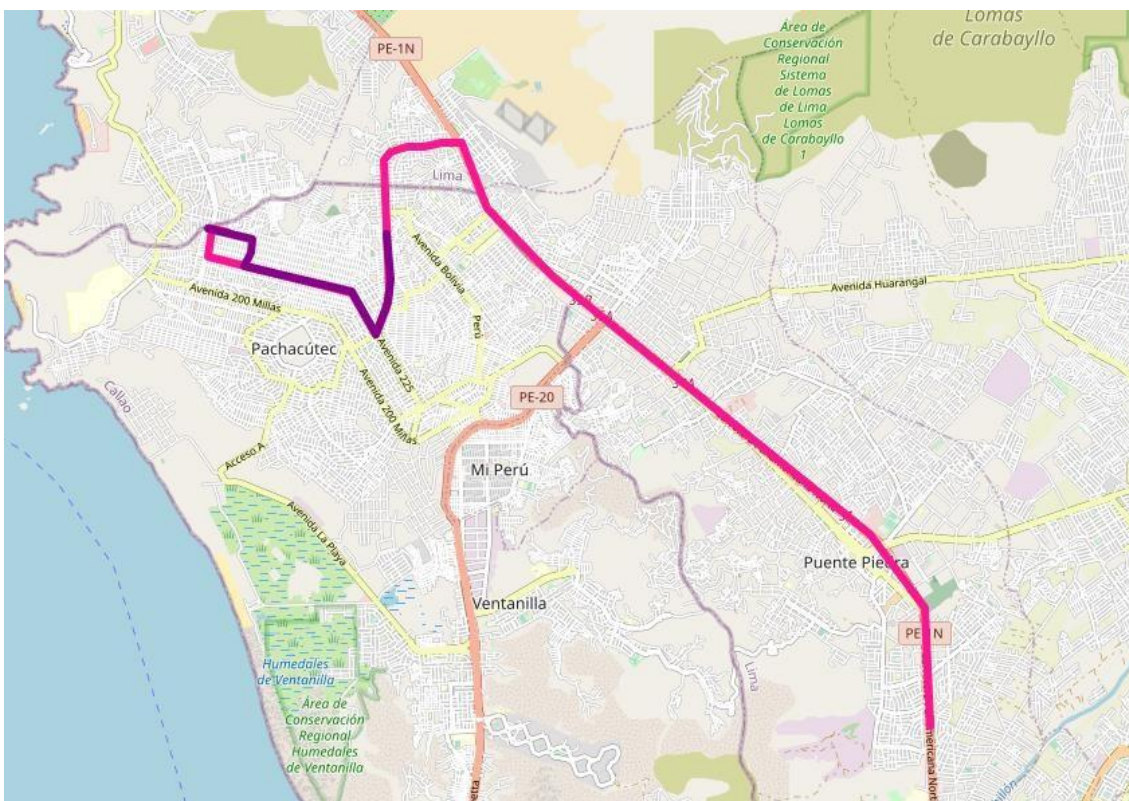 Lomas
de Carabayllo
PE-1N
Área de
Conservación
Regional
Sistema
de Lomas
de Lima
Lomas
de Carabayllo
1
Lima
Avenida Bolivia
Avenida Huarangal
Avenida 200 Millas
Perú
Pachacútec
Avenida 225
Avenida 200 Millas
PE-20
Callao
Acceso A
Mi Perú
Avenida La Playa
Puente Piedra
Ventanilla
PE-1N
Lima
Humedales
de Ventanilla
Área de
Conservación
Regional
Humedales
de Ventanilla
mericana Nort